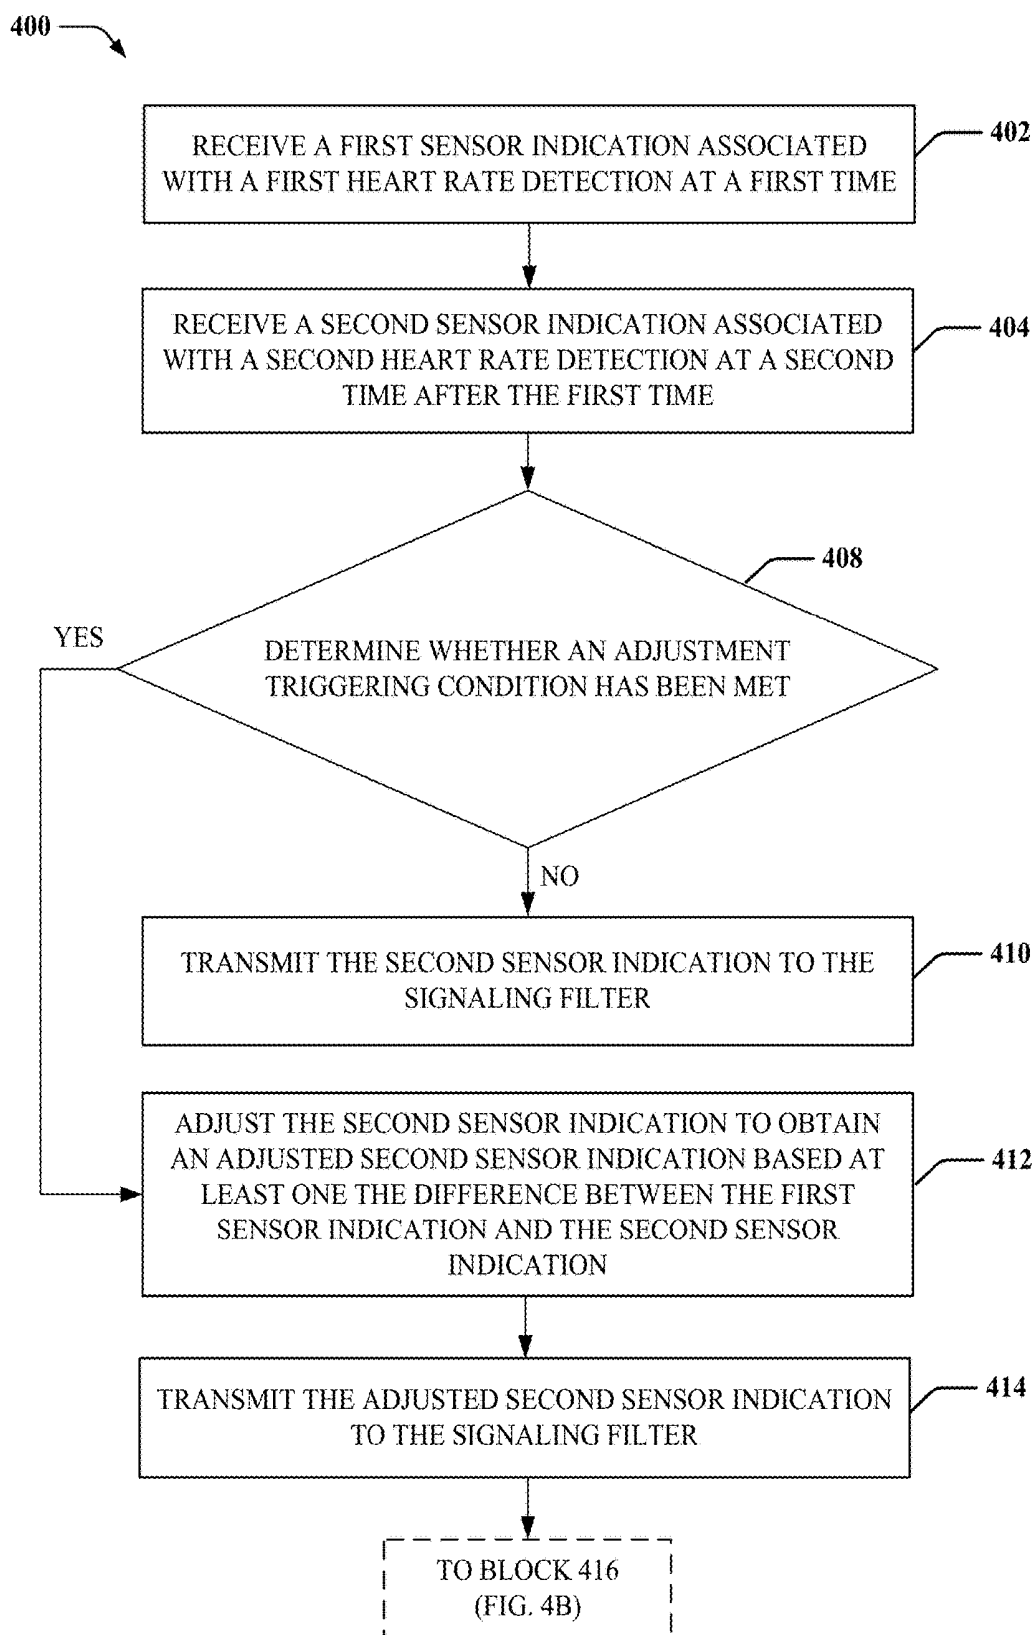 400
RECEIVE A FIRST SENSOR INDICATION ASSOCIATED
WITH A FIRST HEART RATE DETECTION AT A FIRST TIME
402
RECEIVE A SECOND SENSOR INDICATION ASSOCIATED
WITH A SECOND HEART RATE DETECTION AT A SECOND
TIME AFTER THE FIRST TIME
404
408
YES
DETERMINE WHETHER AN ADJUSTMENT
TRIGGERING CONDITION HAS BEEN MET
NO
TRANSMIT THE SECOND SENSOR INDICATION TO THE
SIGNALING FILTER
410
ADJUST THE SECOND SENSOR INDICATION TO OBTAIN
AN ADJUSTED SECOND SENSOR INDICATION BASED AT
LEAST ONE THE DIFFERENCE BETWEEN THE FIRST
SENSOR INDICATION AND THE SECOND SENSOR
INDICATION
412
TRANSMIT THE ADJUSTED SECOND SENSOR INDICATION
TO THE SIGNALING FILTER
414
TO BLOCK 416
(FIG. 4B)